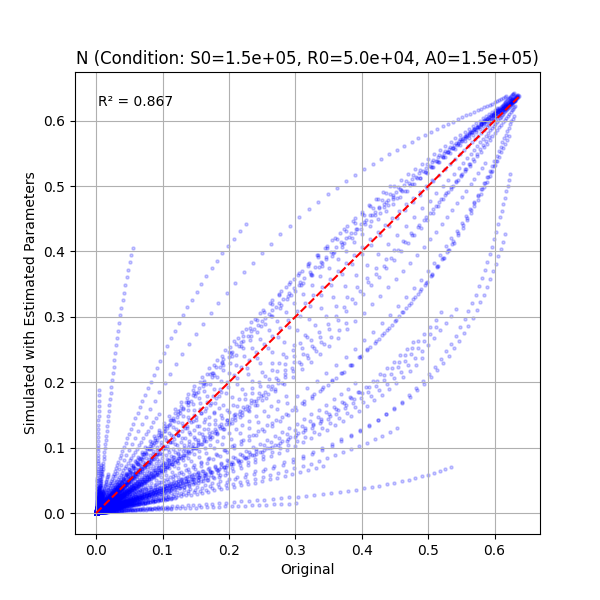 N (Condition: S0=1.5e+05, R0=5.0e+04, A0=1.5e+05)
R² = 0.867
Simulated with Estimated Parameters
0.6
0.5
0.4
0.3
0.2
0.1
0.0
0.0 0.1 0.2 0.3 0.4 0.5 0.6
Original